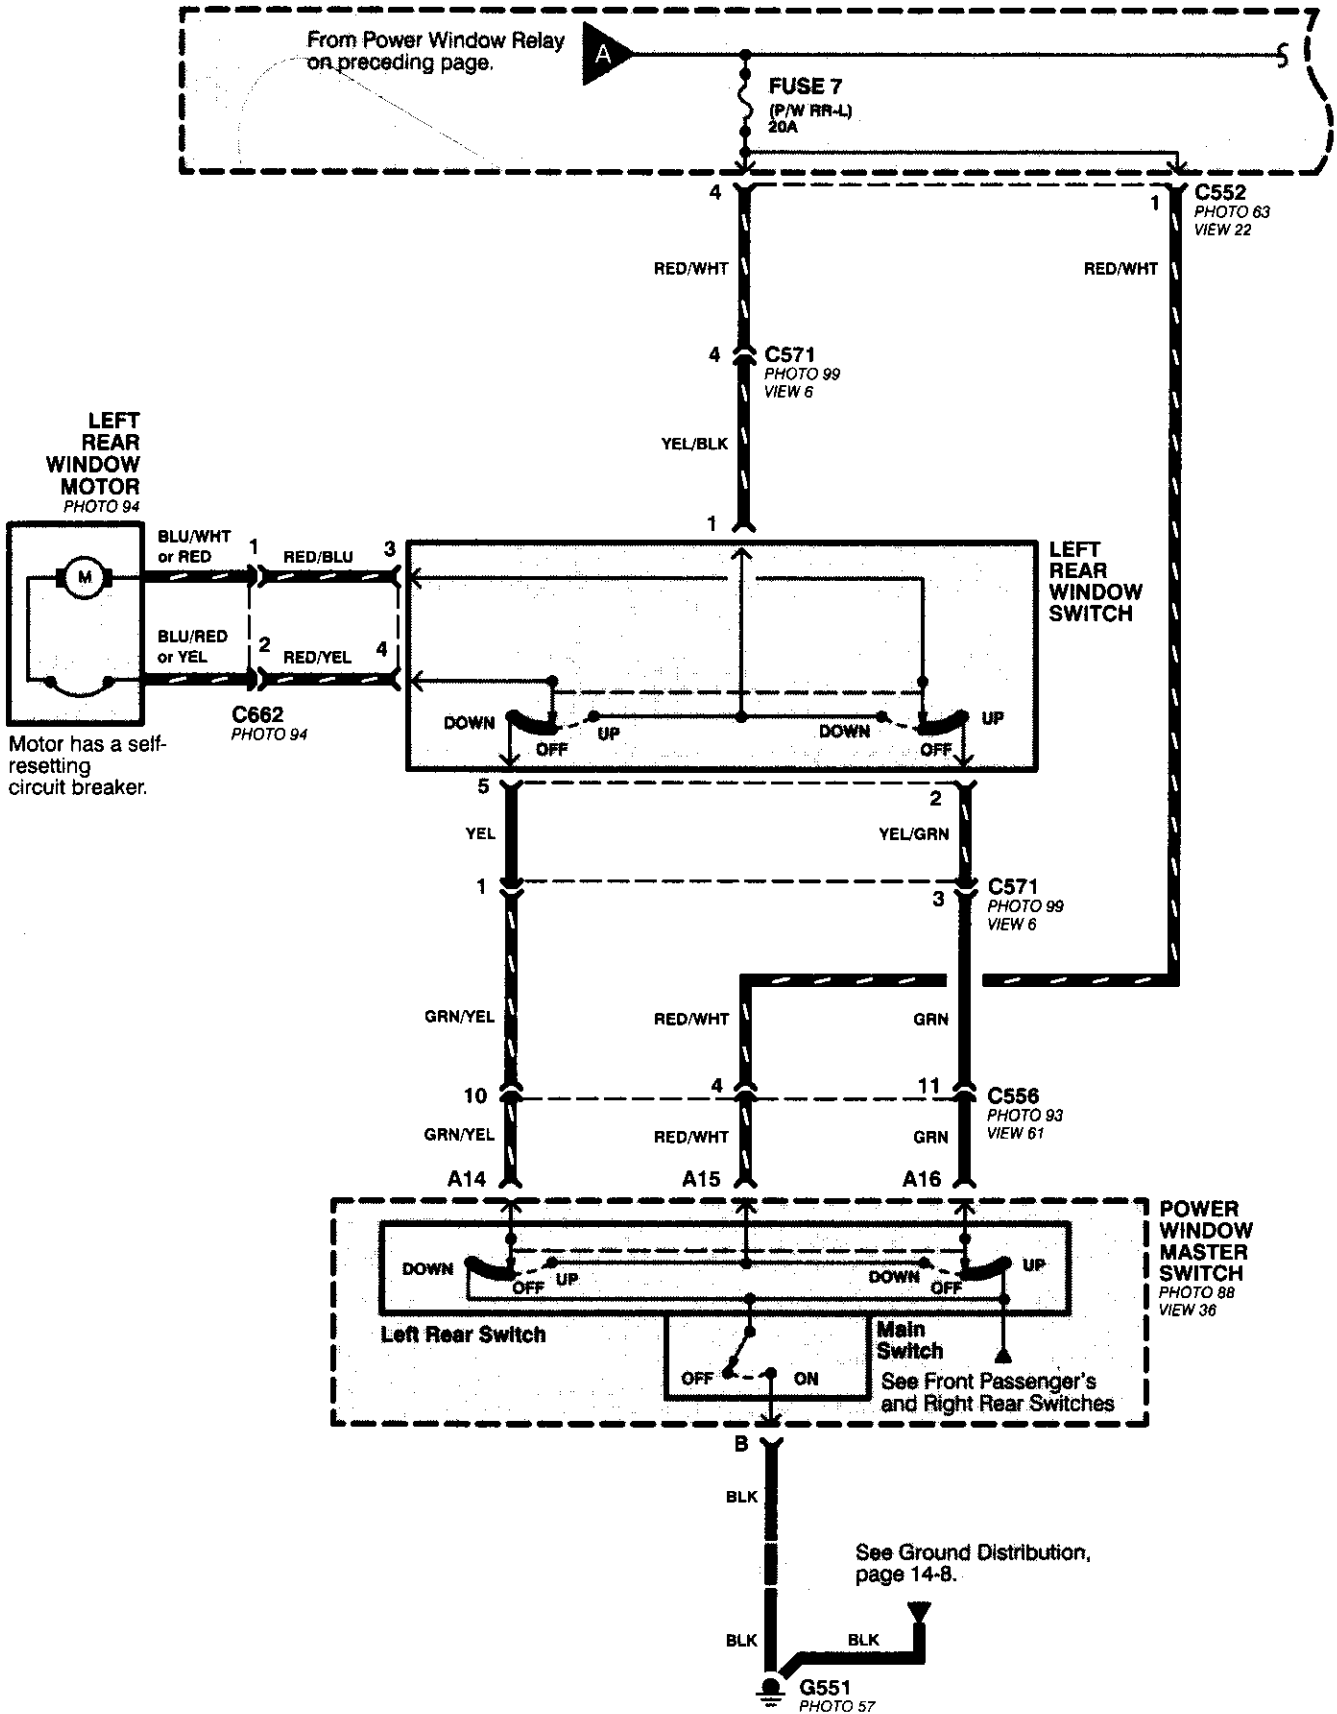 From Power Window Relay
on preceding page.
A
FUSE 7
(P/W RR-L)
20A
4
1
C552
PHOTO 63
VIEW 22
RED/WHT
RED/WHT
4
C571
PHOTO 99
VIEW 6
YEL/BLK
1
LEFT
REAR
WINDOW
MOTOR
PHOTO 94
M
BLU/WHT
or RED
1
RED/BLU
3
BLU/RED
or YEL
2
RED/YEL
4
C662
PHOTO 94
Motor has a self-
resetting
circuit breaker.
LEFT
REAR
WINDOW
SWITCH
DOWN
OFF
UP
DOWN
OFF
UP
5
2
YEL
YEL/GRN
1
3
C571
PHOTO 99
VIEW 6
GRN/YEL
RED/WHT
GRN
10
4
11
C556
PHOTO 93
VIEW 61
GRN/YEL
RED/WHT
GRN
A14
A15
A16
POWER
WINDOW
MASTER
SWITCH
PHOTO 88
VIEW 36
DOWN
OFF
UP
DOWN
OFF
UP
Left Rear Switch
Main
Switch
OFF
ON
See Front Passenger's
and Right Rear Switches
B
BLK
See Ground Distribution,
page 14-8.
BLK
BLK
G551
PHOTO 57